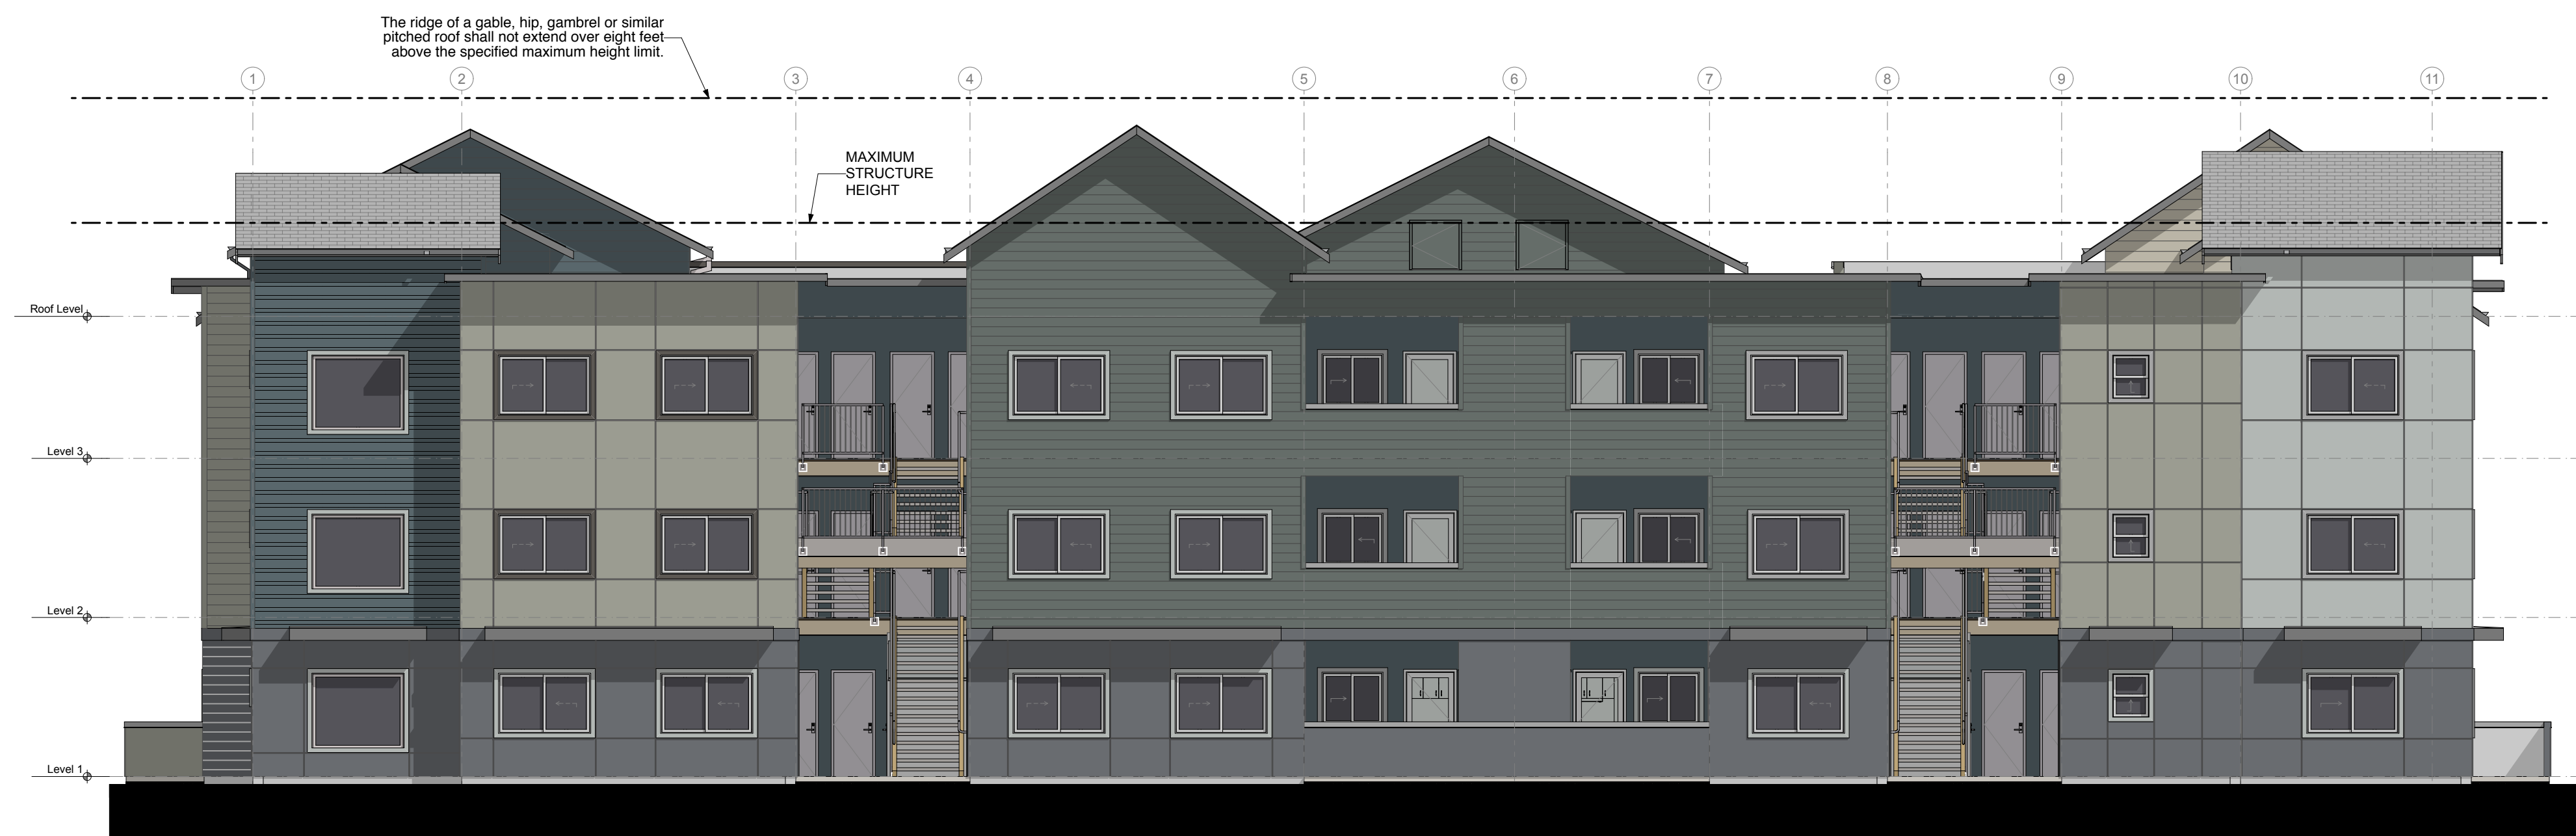 The ridge of a gable, hip, gambrel or similar
pitched roof shall not extend over eight feet
above the specified maximum height limit.
1 2 3 4 5 6 7 8 9 10 11
MAXIMUM
STRUCTURE
HEIGHT
Roof Level
Level 3
Level 2
Level 1